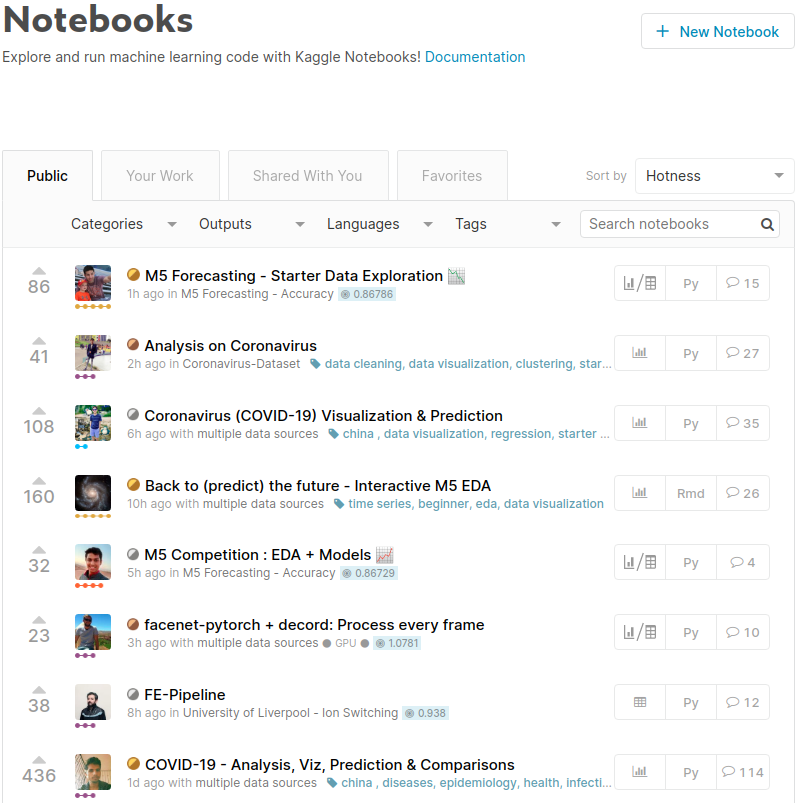 Notebooks
+ New Notebook
Explore and run machine learning code with Kaggle Notebooks! Documentation
Public
Your Work
Shared With You
Favorites
Sort by
Hotness
Categories
Outputs
Languages
Tags
Search notebooks
86
M5 Forecasting - Starter Data Exploration
1h ago in M5 Forecasting - Accuracy 0.86786
Py
15
41
Analysis on Coronavirus
2h ago in Coronavirus-Dataset data cleaning, data visualization, clustering, star...
Py
27
108
Coronavirus (COVID-19) Visualization & Prediction
6h ago with multiple data sources china , data visualization, regression, starter ...
Py
35
160
Back to (predict) the future - Interactive M5 EDA
10h ago with multiple data sources time series, beginner, eda, data visualization
Rmd
26
32
M5 Competition : EDA + Models
5h ago in M5 Forecasting - Accuracy 0.86729
Py
4
23
facenet-pytorch + decord: Process every frame
3h ago with multiple data sources ● GPU ● 1.0781
Py
10
38
FE-Pipeline
8h ago in University of Liverpool - Ion Switching 0.938
Py
12
436
COVID-19 - Analysis, Viz, Prediction & Comparisons
1d ago with multiple data sources china , diseases, epidemiology, health, infecti...
Py
114